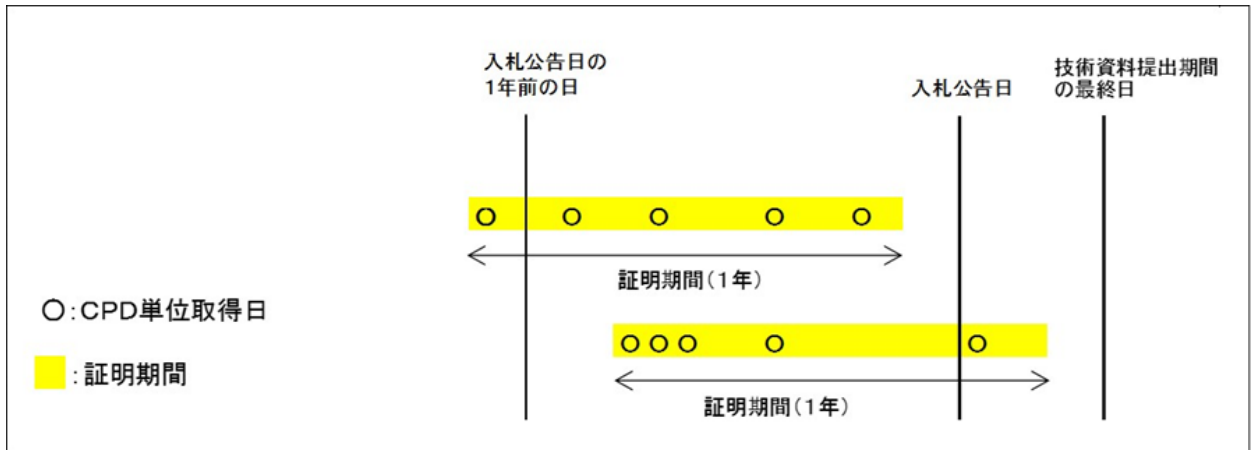 入札公告日の
1年前の日
入札公告日
技術資料提出期間
の最終日
証明期間(1年)
○:CPD単位取得日
:証明期間
証明期間(1年)